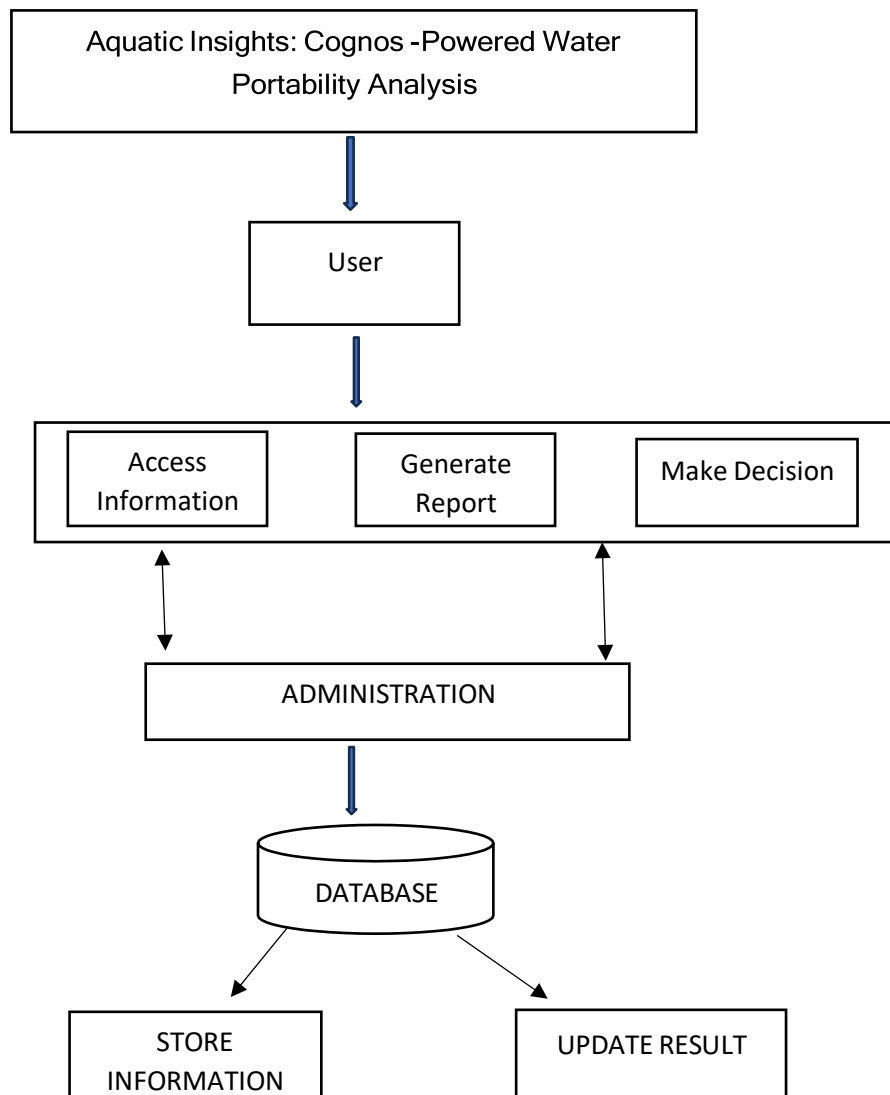 Aquatic Insights: Cognos -Powered Water
Portability Analysis
User
Access
Information
Generate
Report
Make Decision
ADMINISTRATION
DATABASE
STORE
INFORMATION
UPDATE RESULT